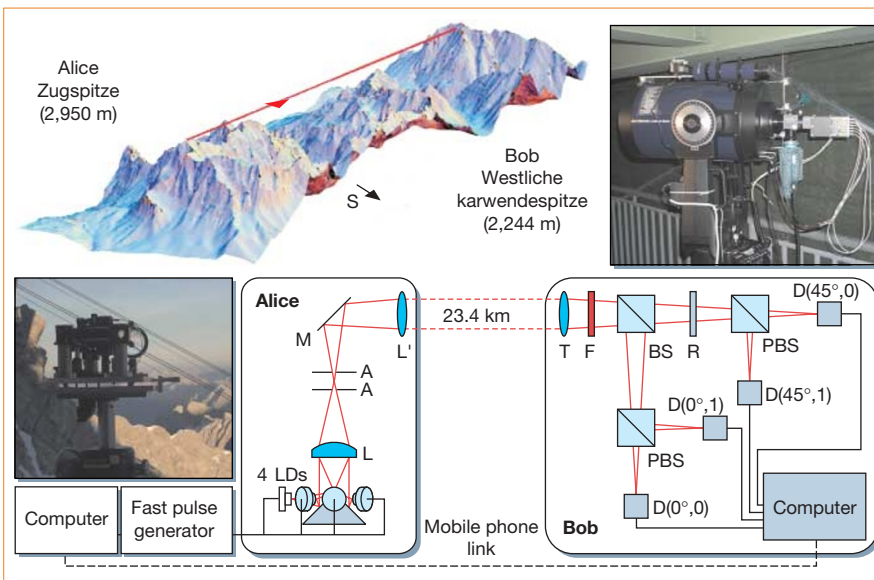 Alice
Zugspitze
(2,950 m)
Bob
Westliche
karwendespitze
(2,244 m)
S
Alice
M
L'
A
A
L
4 LDs
23.4 km
T
F
BS
R
PBS
D(45°,0)
D(45°,1)
D(0°,1)
PBS
D(0°,0)
Computer
Bob
Computer
Fast pulse
generator
Mobile phone
link